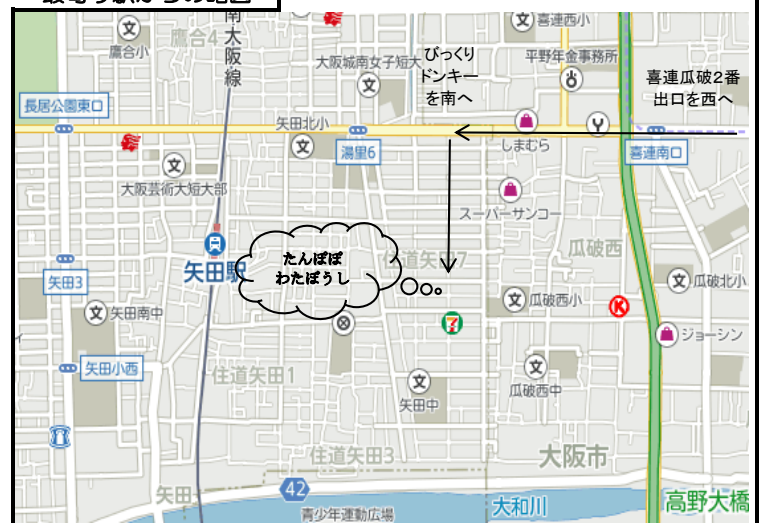 最寄り駅からの地図
鷹合小
鷹合4
南大阪線
大阪城南女子短大
びっくり
ドンキー
を南へ
喜連西小
平野年金事務所
喜連瓜破2番
出口を西へ
長居公園東口
矢田北小
湯里6
しまむら
喜連南口
大阪芸術大短大部
スーパーサンコー
矢田駅
たんぽぽ
わたぼうし
住道矢田7
瓜破西
矢田3
矢田南中
瓜破西小
瓜破北小
K
7
ジョーシン
矢田小西
住道矢田1
矢田中
瓜破西中
住道矢田3
大阪市
矢田
42
青少年運動広場
大和川
高野大橋